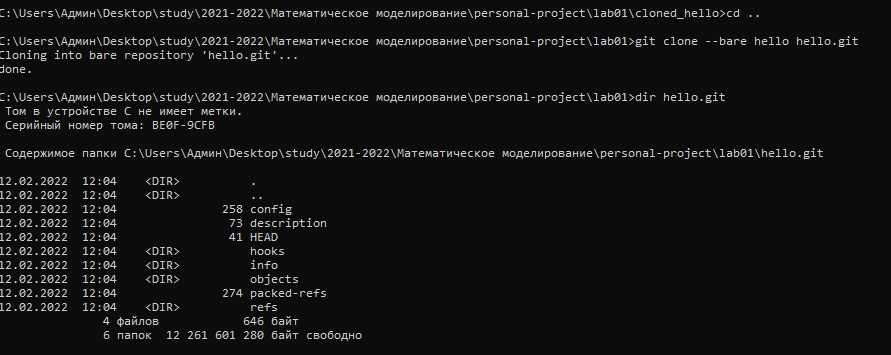 C:\Users\Админ\Desktop\study\2021-2022\Математическое моделирование\personal-project\lab01\cloned_hello>cd ..
C:\Users\Админ\Desktop\study\2021-2022\Математическое моделирование\personal-project\lab01>git clone --bare hello hello.git
Cloning into bare repository 'hello.git'...
done.
C:\Users\Админ\Desktop\study\2021-2022\Математическое моделирование\personal-project\lab01>dir hello.git
Том в устройстве C не имеет метки.
Серийный номер тома: BE0F-9CFB
Содержимое папки C:\Users\Админ\Desktop\study\2021-2022\Математическое моделирование\personal-project\lab01\hello.git
12.02.2022  12:04    <DIR>          .
12.02.2022  12:04    <DIR>          ..
12.02.2022  12:04               258 config
12.02.2022  12:04                73 description
12.02.2022  12:04                41 HEAD
12.02.2022  12:04    <DIR>          hooks
12.02.2022  12:04    <DIR>          info
12.02.2022  12:04    <DIR>          objects
12.02.2022  12:04               274 packed-refs
12.02.2022  12:04    <DIR>          refs
4 файлов            646 байт
6 папок  12 261 601 280 байт свободно